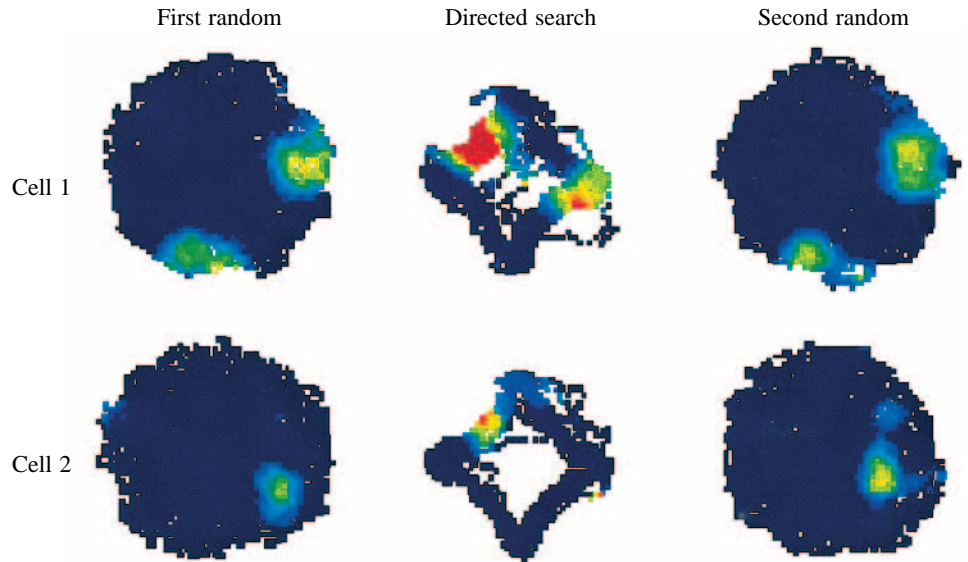 First random
Directed search
Second random
Cell 1
Cell 2